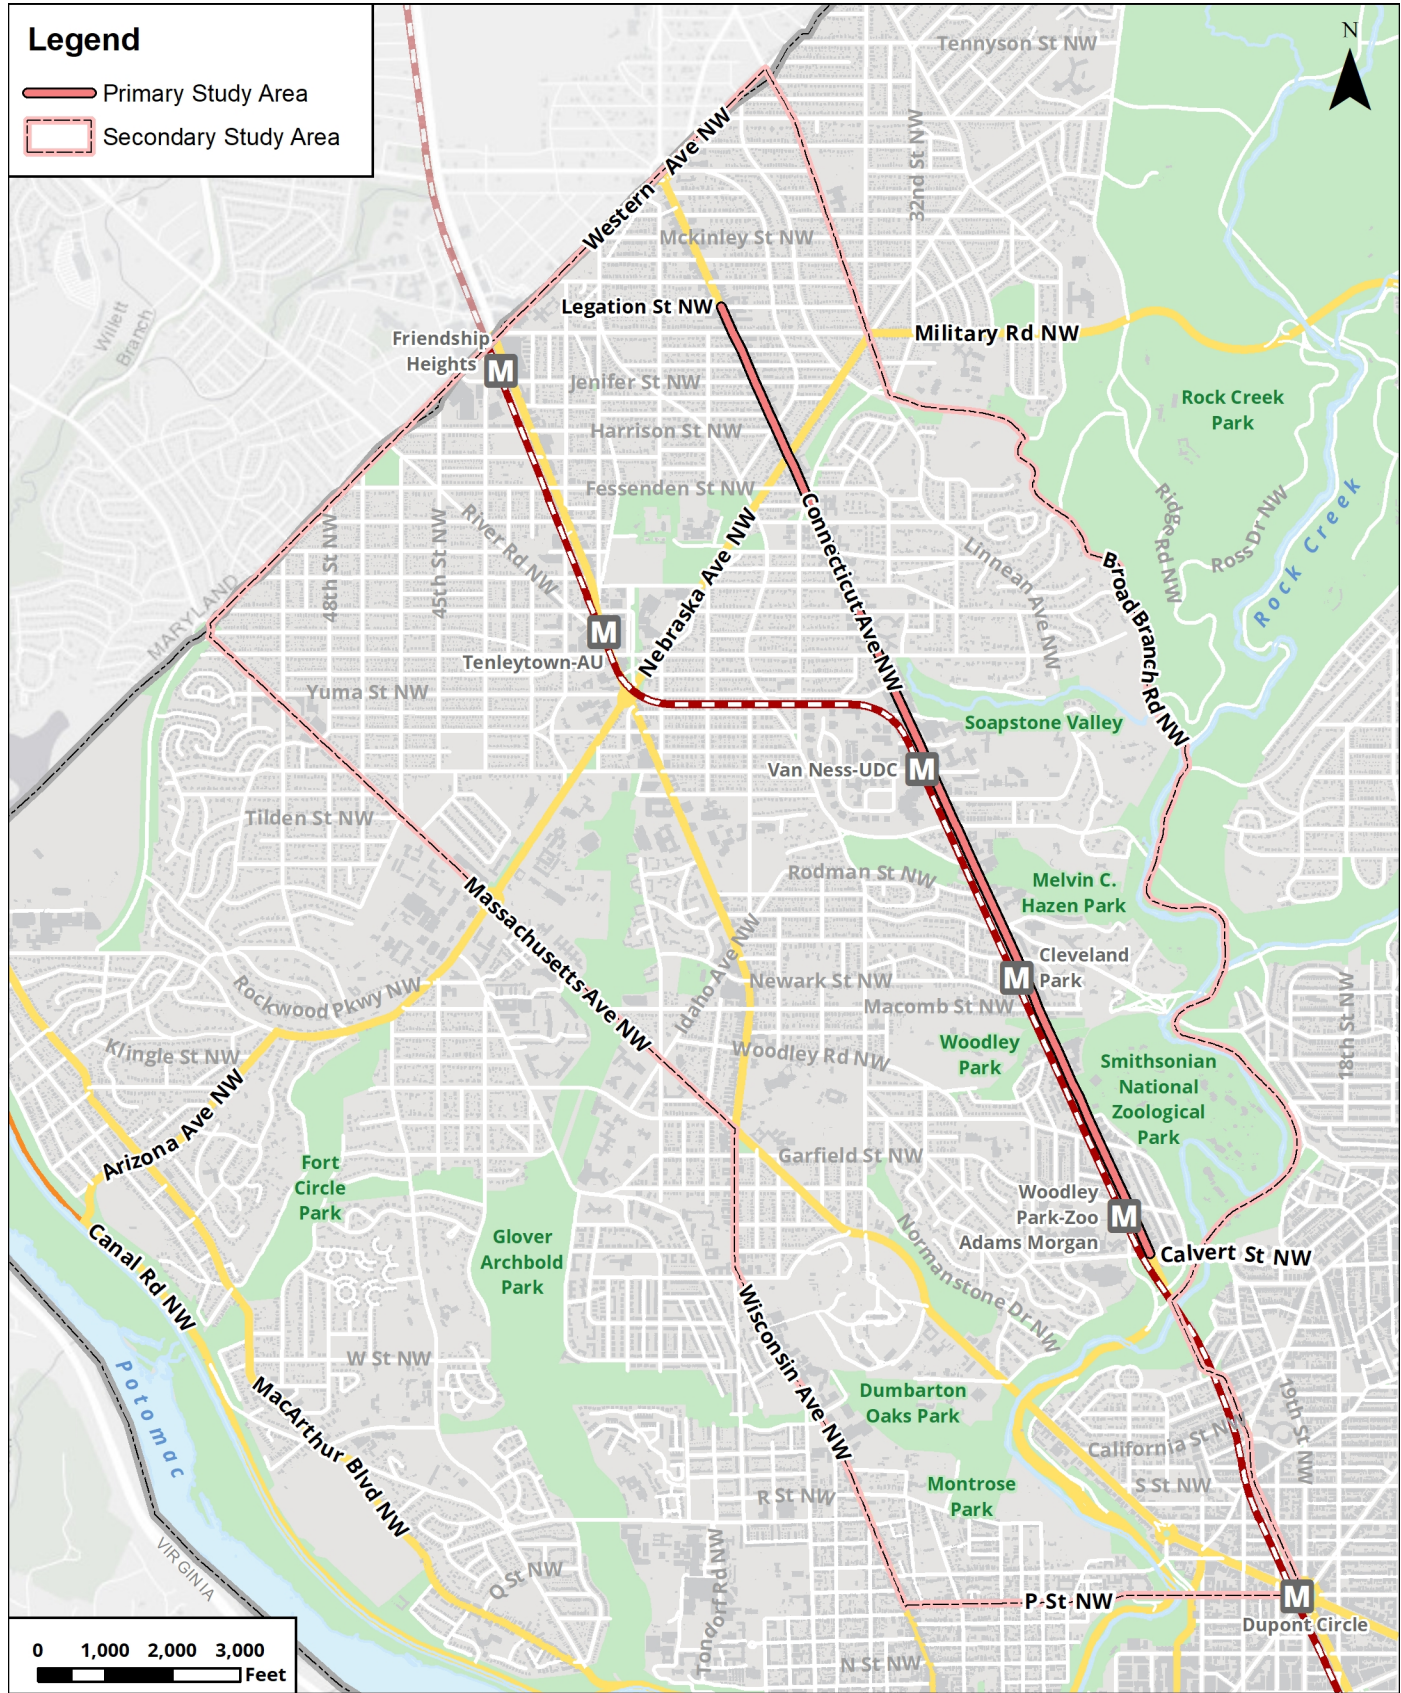 Legend
Primary Study Area
Secondary Study Area
N
Tennyson St NW
Western Ave NW
32nd St NW
Mckinley St NW
Legation St NW
Willett
Branch
Military Rd NW
Friendship
Heights
M
Jenifer St NW
Rock Creek
Park
Harrison St NW
Fessenden St NW
Connecticut Ave NW
River Rd NW
48th St NW
45th St NW
Nebraska Ave NW
Linnean Ave NW
Ridge Rd NW
Ross Dr NW
Rock Creek
Broad Branch Rd NW
MARYLAND
M
Tenleytown-AU
Yuma St NW
Soapstone Valley
Van Ness-UDC
M
Tilden St NW
Rodman St NW
Melvin C.
Hazen Park
Massachusetts Ave NW
Idaho Ave NW
Cleveland
Park
M
Newark St NW
Macomb St NW
Rockwood Pkwy NW
18th St NW
Klingle St NW
Woodley Rd NW
Woodley
Park
Smithsonian
National
Zoological
Park
Arizona Ave NW
Garfield St NW
Fort
Circle
Park
Woodley
Park-Zoo
Adams Morgan
M
Glover
Archbold
Park
Normanstone Dr NW
Calvert St NW
Canal Rd NW
Wisconsin Ave NW
W St NW
Potomac
MacArthur Blvd NW
Dumbarton
Oaks Park
19th St NW
California St NW
Montrose
Park
S St NW
R St NW
VIRGINIA
Q St NW
Tondorf Rd NW
P St NW
M
Dupont Circle
N St NW
0 1,000 2,000 3,000
Feet